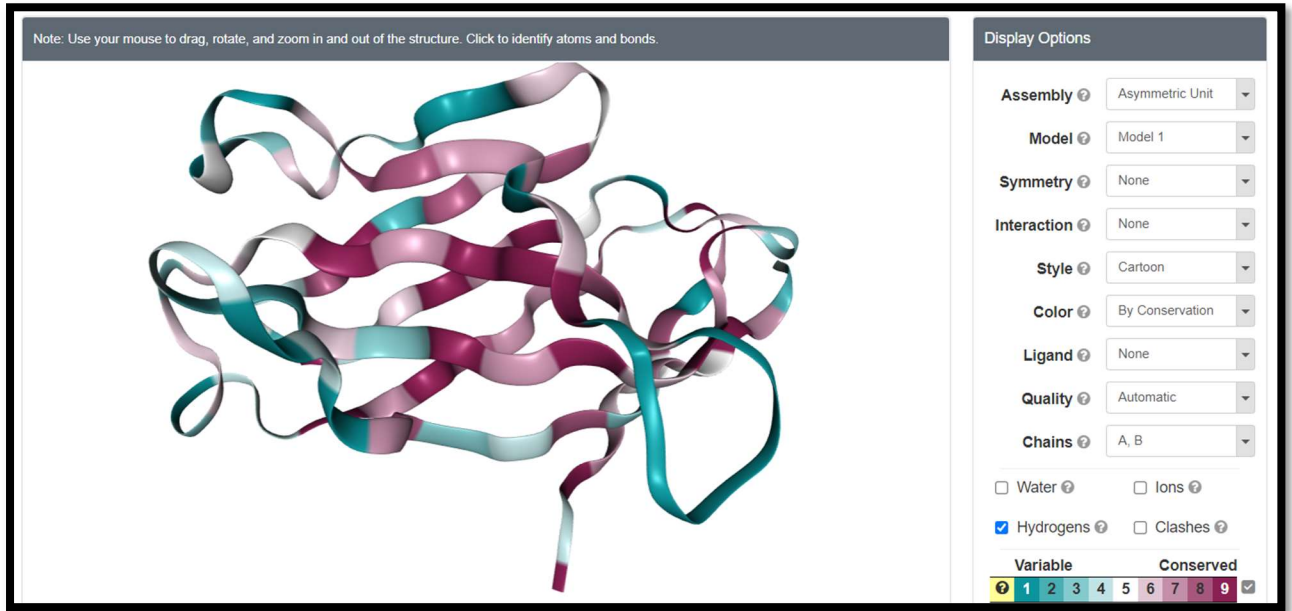 Note: Use your mouse to drag, rotate, and zoom in and out of the structure. Click to identify atoms and bonds.
Display Options
Assembly ? Asymmetric Unit
Model ? Model 1
Symmetry ? None
Interaction ? None
Style ? Cartoon
Color ? By Conservation
Ligand ? None
Quality ? Automatic
Chains ? A, B
Water ? Ions ?
Hydrogens ? Clashes ?
Variable Conserved
? 1 2 3 4 5 6 7 8 9